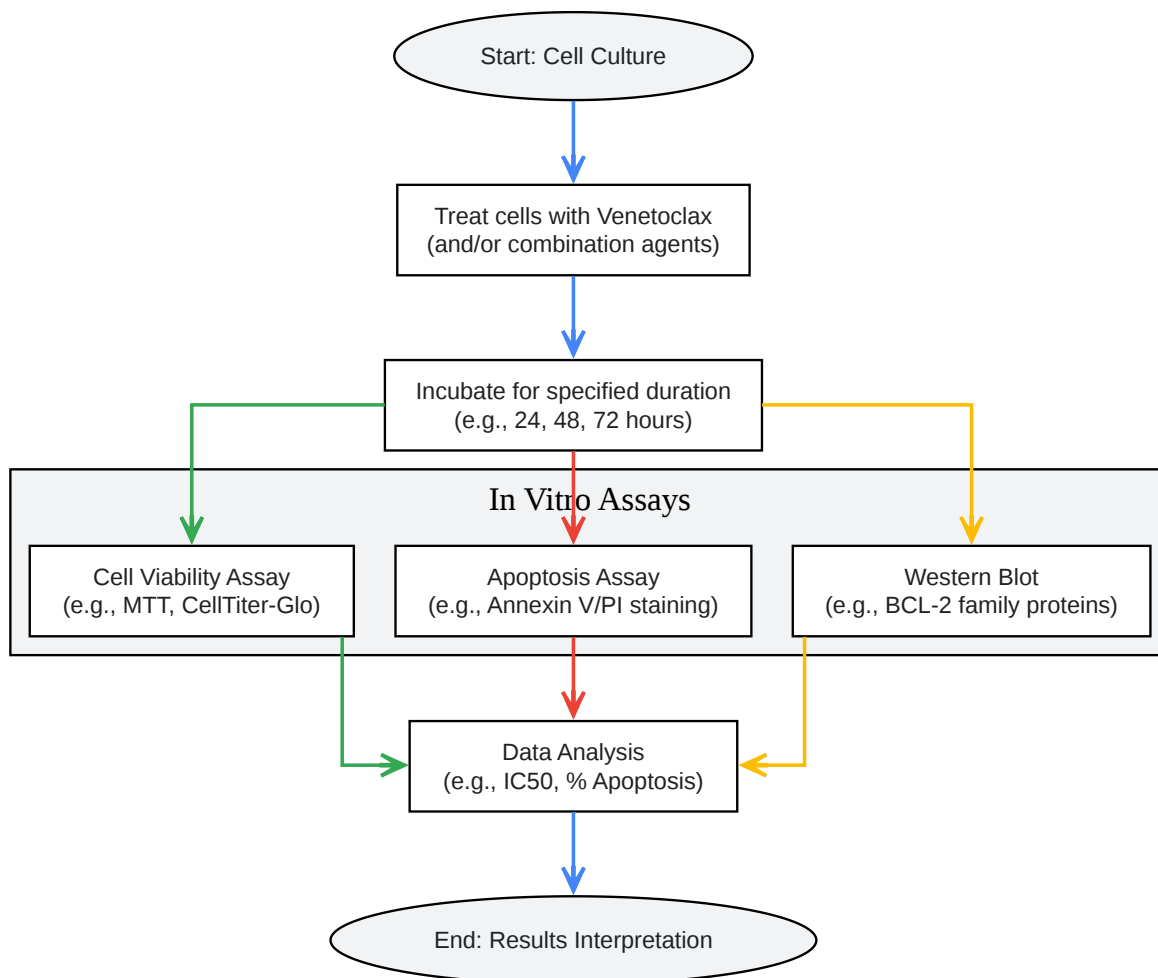 Start: Cell Culture
Treat cells with Venetoclax
(and/or combination agents)
Incubate for specified duration
(e.g., 24, 48, 72 hours)
In Vitro Assays
Cell Viability Assay
(e.g., MTT, CellTiter-Glo)
Apoptosis Assay
(e.g., Annexin V/PI staining)
Western Blot
(e.g., BCL-2 family proteins)
Data Analysis
(e.g., IC50, % Apoptosis)
End: Results Interpretation